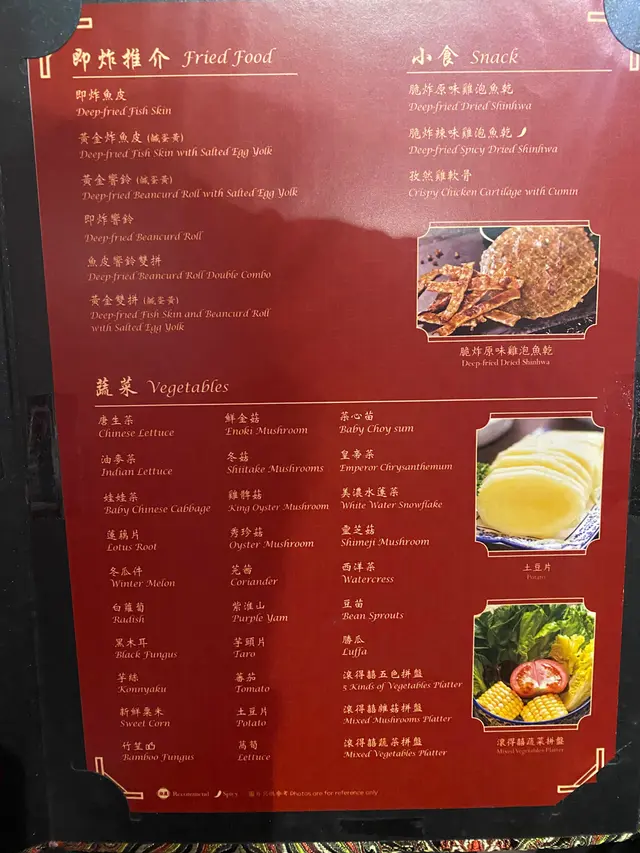 即炸推介 Fried Food
即炸魚皮
Deep-fried Fish Skin
黃金炸魚皮 (鹹蛋黃)
Deep-fried Fish Skin with Salted Egg Yolk
黃金響鈴 (鹹蛋黃)
Deep-fried Beancurd Roll with Salted Egg Yolk
即炸響鈴
Deep-fried Beancurd Roll
魚皮響鈴雙拼
Deep-fried Beancurd Roll Double Combo
黃金雙拼 (鹹蛋黃)
Deep-fried Fish Skin and Beancurd Roll
with Salted Egg Yolk
小食 Snack
脆炸原味雞泡魚乾
Deep-fried Dried Shinhwa
脆炸辣味雞泡魚乾
Deep-fried Spicy Dried Shinhwa
孜然雞軟骨
Crispy Chicken Cartilage with Cumin
脆炸原味雞泡魚乾
Deep-fried Dried Shinhwa
蔬菜 Vegetables
唐生菜
Chinese Lettuce
油麥菜
Indian Lettuce
娃娃菜
Baby Chinese Cabbage
蓮藕片
Lotus Root
冬瓜件
Winter Melon
白蘿蔔
Radish
黑木耳
Black Fungus
芋絲
Konnyaku
新鮮粟米
Sweet Corn
竹笙
Bamboo Fungus
鮮金菇
Enoki Mushroom
冬菇
Shiitake Mushrooms
雞髀菇
King Oyster Mushroom
秀珍菇
Oyster Mushroom
芫茜
Coriander
紫淮山
Purple Yam
芋頭片
Taro
蕃茄
Tomato
土豆片
Potato
萵筍
Lettuce
菜心苗
Baby Choy sum
皇帝菜
Emperor Chrysanthemum
美濃水蓮菜
White Water Snowflake
靈芝菇
Shimeji Mushroom
西洋菜
Watercress
豆苗
Bean Sprouts
勝瓜
Luffa
滾得囍五色拼盤
5 Kinds of Vegetables Platter
滾得囍雜菇拼盤
Mixed Mushrooms Platter
滾得囍蔬菜拼盤
Mixed Vegetables Platter
土豆片
Potato
滾得囍蔬菜拼盤
Mixed Vegetables Platter
Recommend Spicy 圖片只供參考 Photos are for reference only